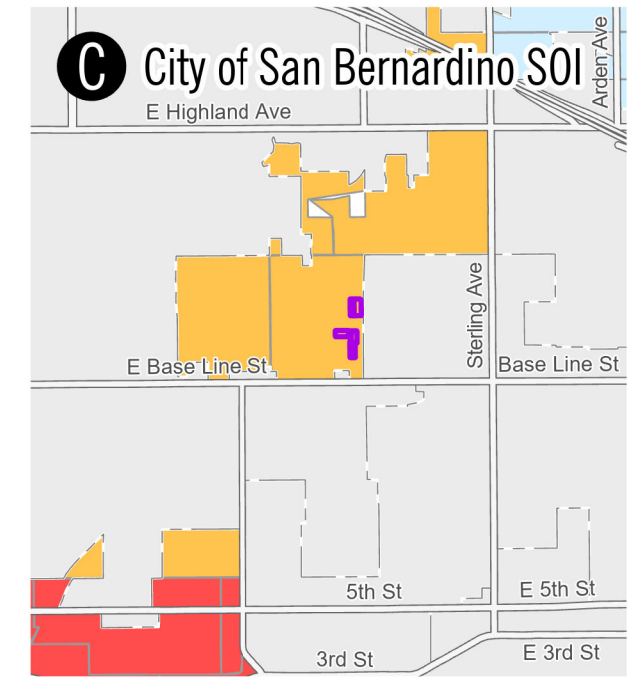 C City of San Bernardino SOI
Arden Ave
E Highland Ave
Sterling Ave
E Base Line St
Base Line St
5th St
E 5th St
3rd St
E 3rd St